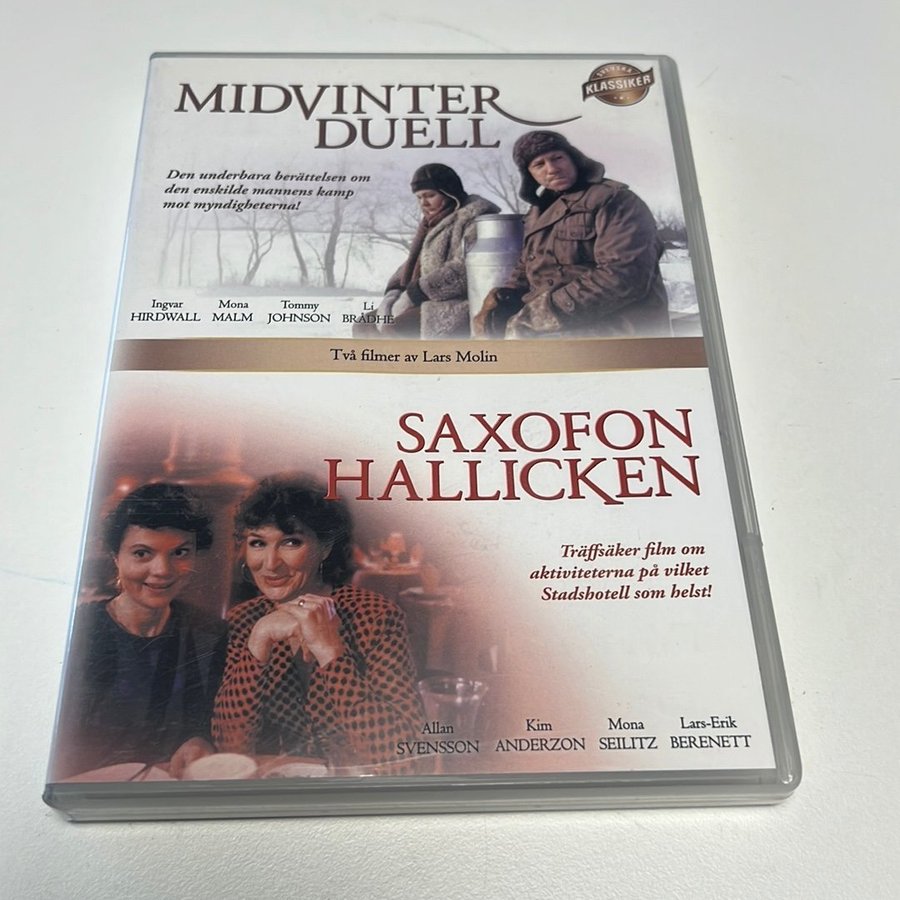 MIDVINTER
DUELL
SVENSKA
KLASSIKER
Den underbara berättelsen om
den enskilde mannens kamp
mot myndigheterna!
Ingvar HIRDWALL
Mona MALM
Tommy JOHNSON
Li BRÅDHE
Två filmer av Lars Molin
SAXOFON
HALLICKEN
Träffsäker film om
aktiviteterna på vilket
Stadshotell som helst!
Allan SVENSSON
Kim ANDERZON
Mona SEILITZ
Lars-Erik BERENETT